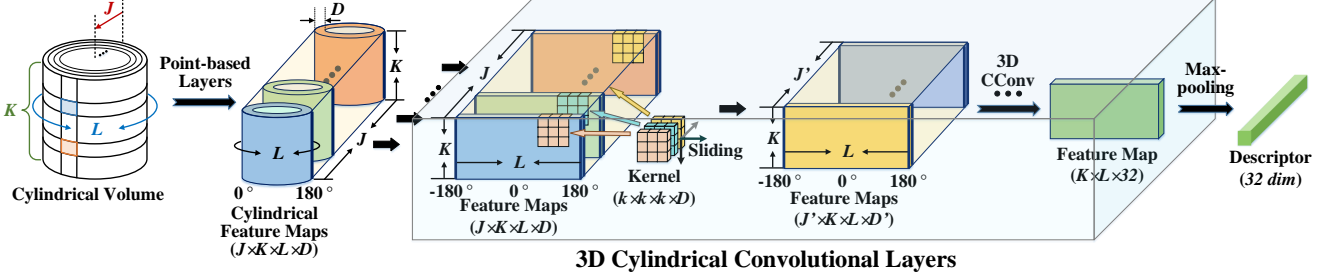 J
K
L
Cylindrical Volume
Point-based
Layers
D
K
J
L
0° 180°
Cylindrical
Feature Maps
(J×K×L×D)
J
K
L
-180° 0° 180°
Feature Maps
(J×K×L×D)
Sliding
Kernel
(k×k×k×D)
J'
K
L
-180° 0° 180°
Feature Maps
(J'×K×L×D')
3D
CConv
Feature Map
(K×L×32)
Max-
pooling
Descriptor
(32 dim)
3D Cylindrical Convolutional Layers